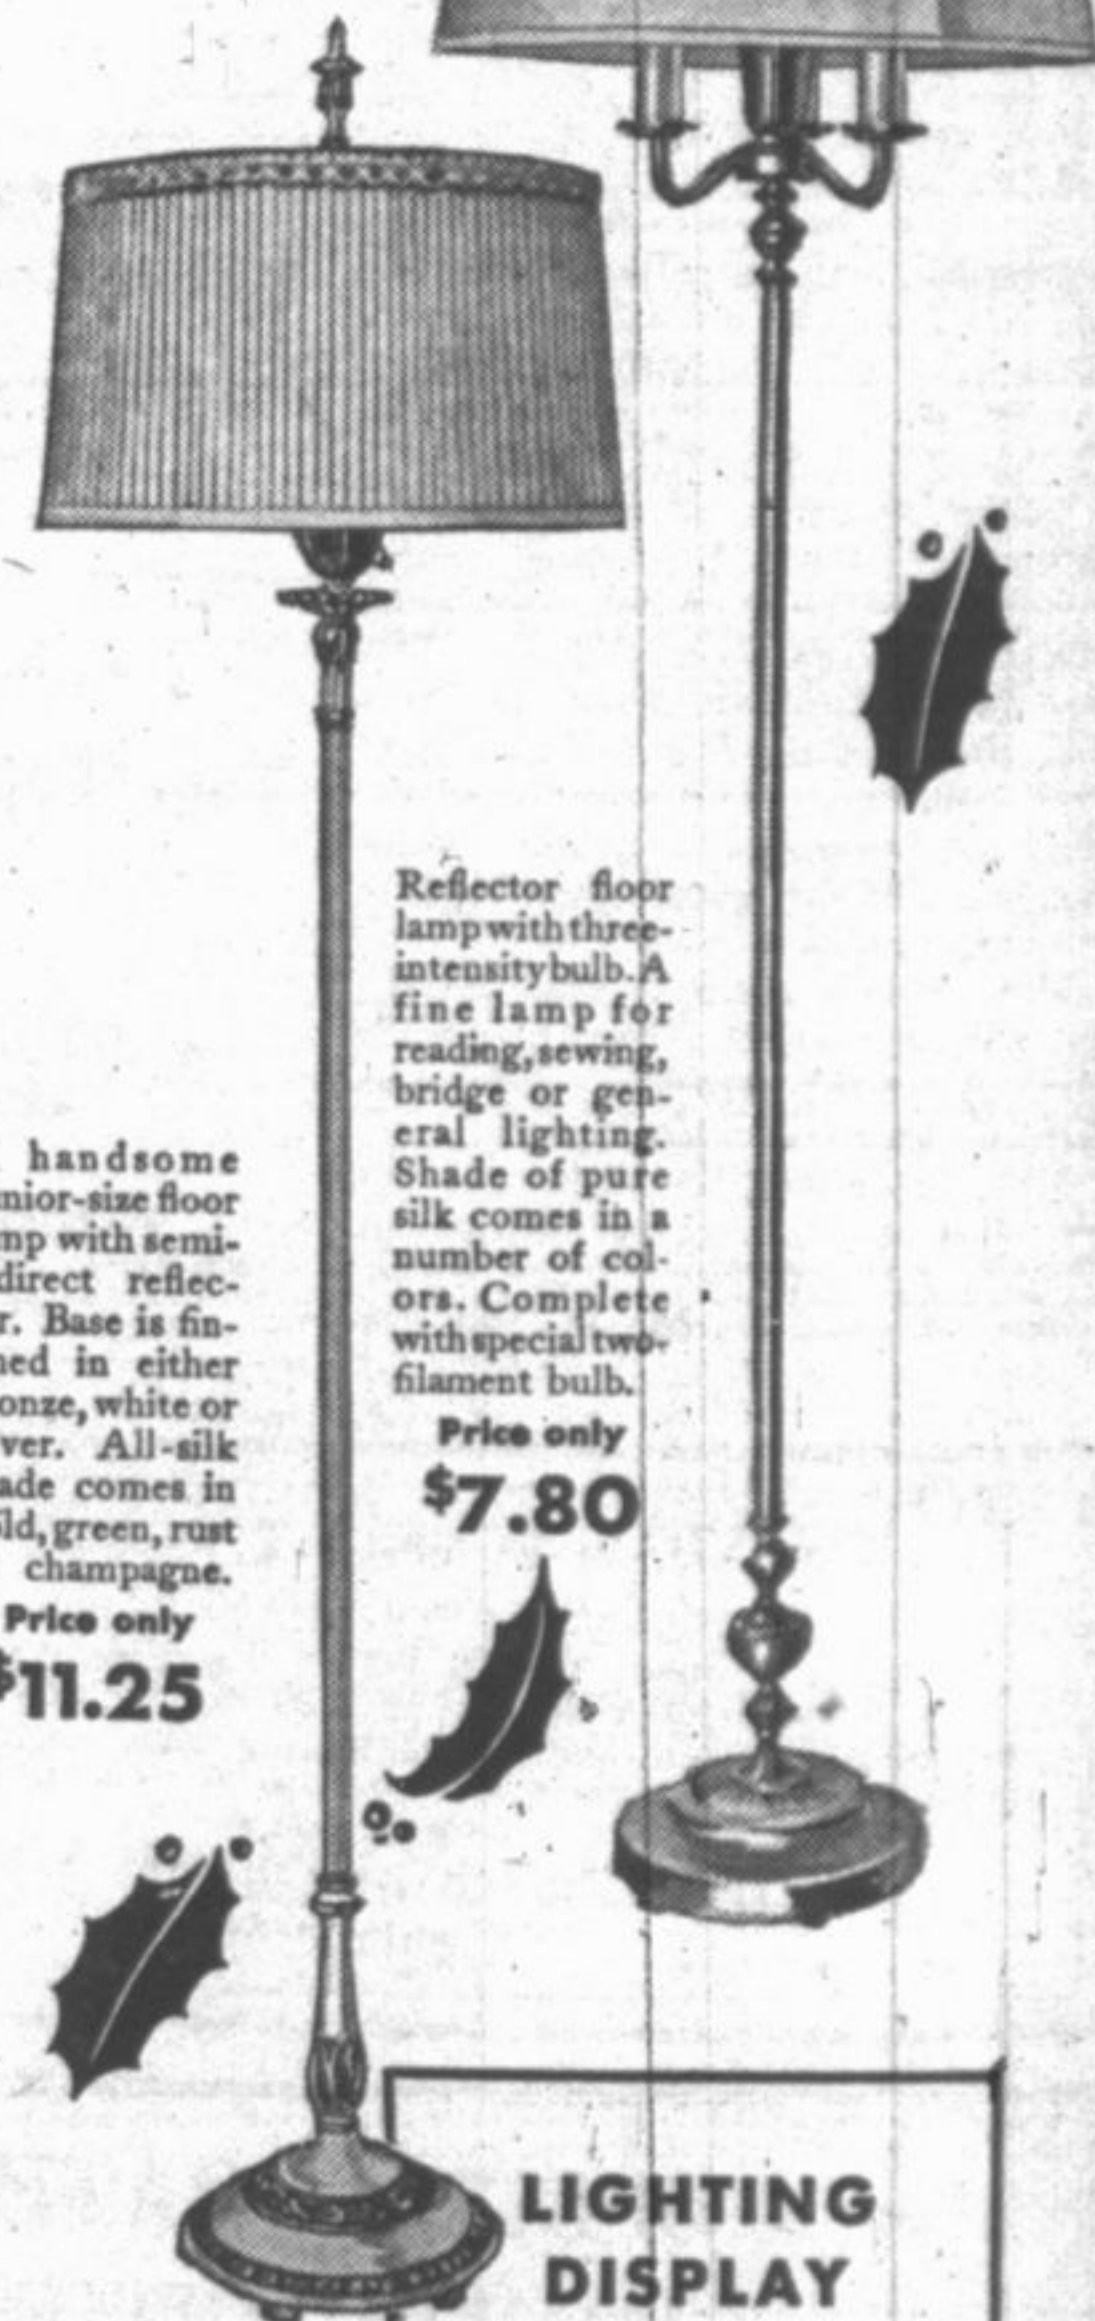 handsome
nior-size floor
mp with semi-
direct reflec-
r. Base is fin-
ned in either
onze, white or
ver. All-silk
ade comes in
old, green, rust
champagne.
Price only
$11.25
Reflector floor
lamp with three-
intensity bulb. A
fine lamp for
reading, sewing,
bridge or gen-
eral lighting.
Shade of pure
silk comes in a
number of col-
ors. Complete
with special two-
filament bulb.
Price only
$7.80
LIGHTING
DISPLAY